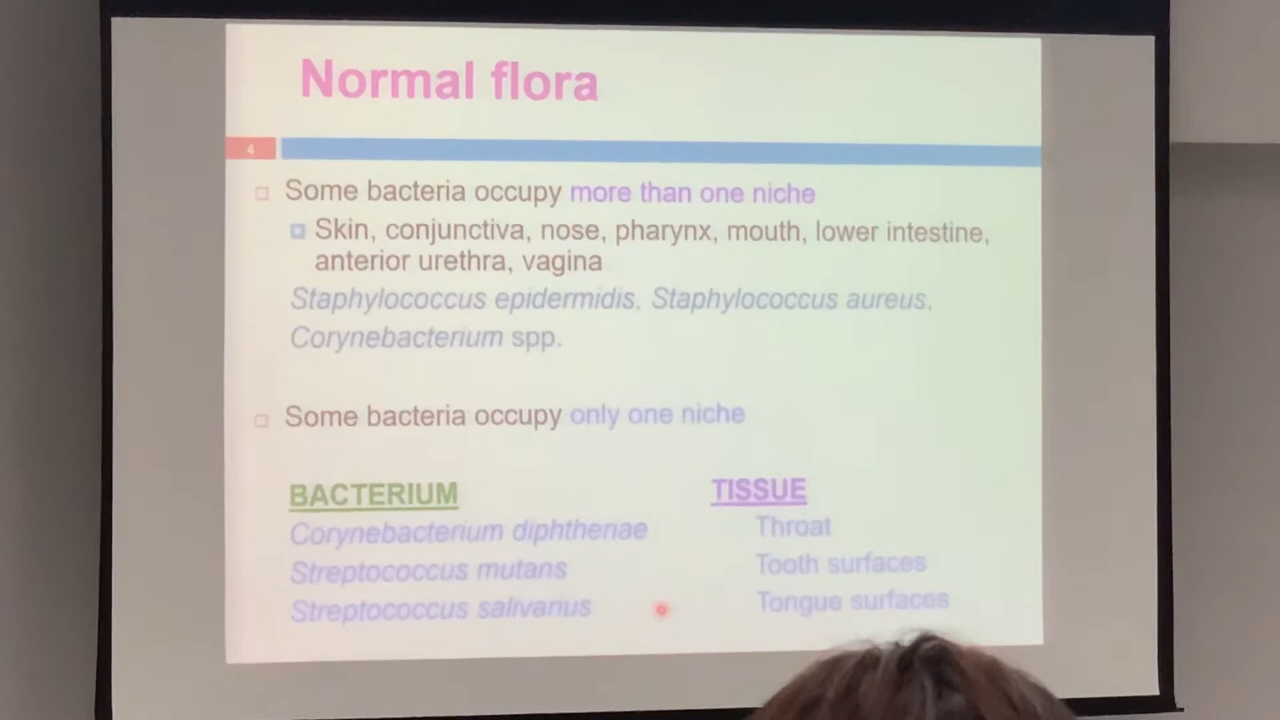 Normal flora
4
Some bacteria occupy more than one niche
Skin, conjunctiva, nose, pharynx, mouth, lower intestine,
anterior urethra, vagina
Staphylococcus epidermidis, Staphylococcus aureus,
Corynebacterium spp.
Some bacteria occupy only one niche
BACTERIUM TISSUE
Corynebacterium diphtheriae Throat
Streptococcus mutans Tooth surfaces
Streptococcus salivarius Tongue surfaces